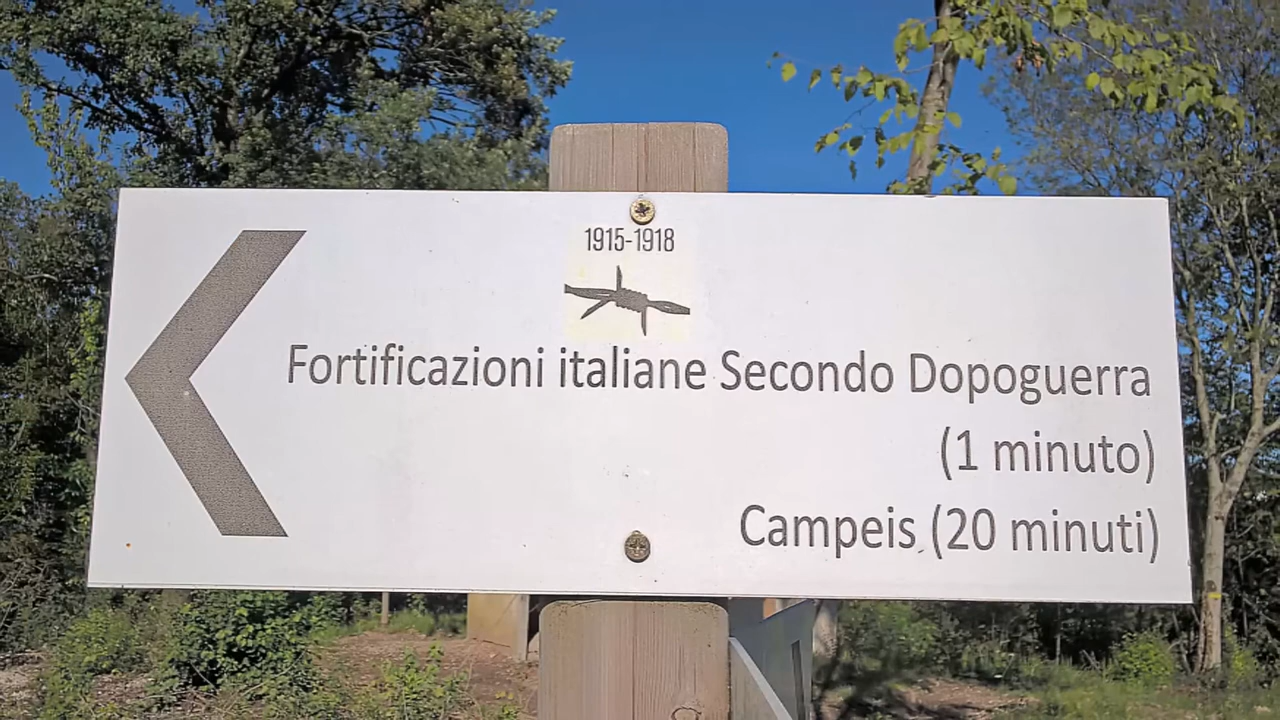 1915-1918
Fortificazioni italiane Secondo Dopoguerra
(1 minuto)
Campeis (20 minuti)